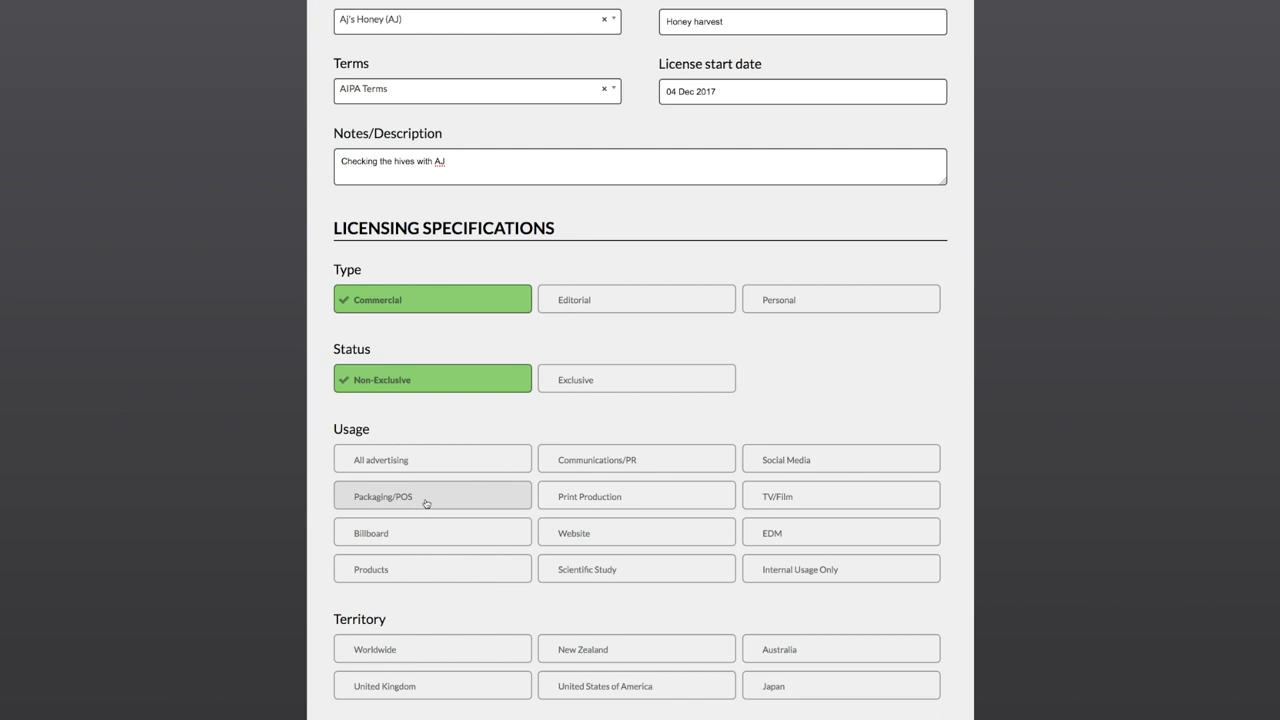 Aj's Honey (AJ) × Honey harvest
Terms License start date
AIPA Terms × 04 Dec 2017
Notes/Description
Checking the hives with AJ
LICENSING SPECIFICATIONS
Type
Commercial Editorial Personal
Status
Non-Exclusive Exclusive
Usage
All advertising Communications/PR Social Media
Packaging/POS Print Production TV/Film
Billboard Website EDM
Products Scientific Study Internal Usage Only
Territory
Worldwide New Zealand Australia
United Kingdom United States of America Japan